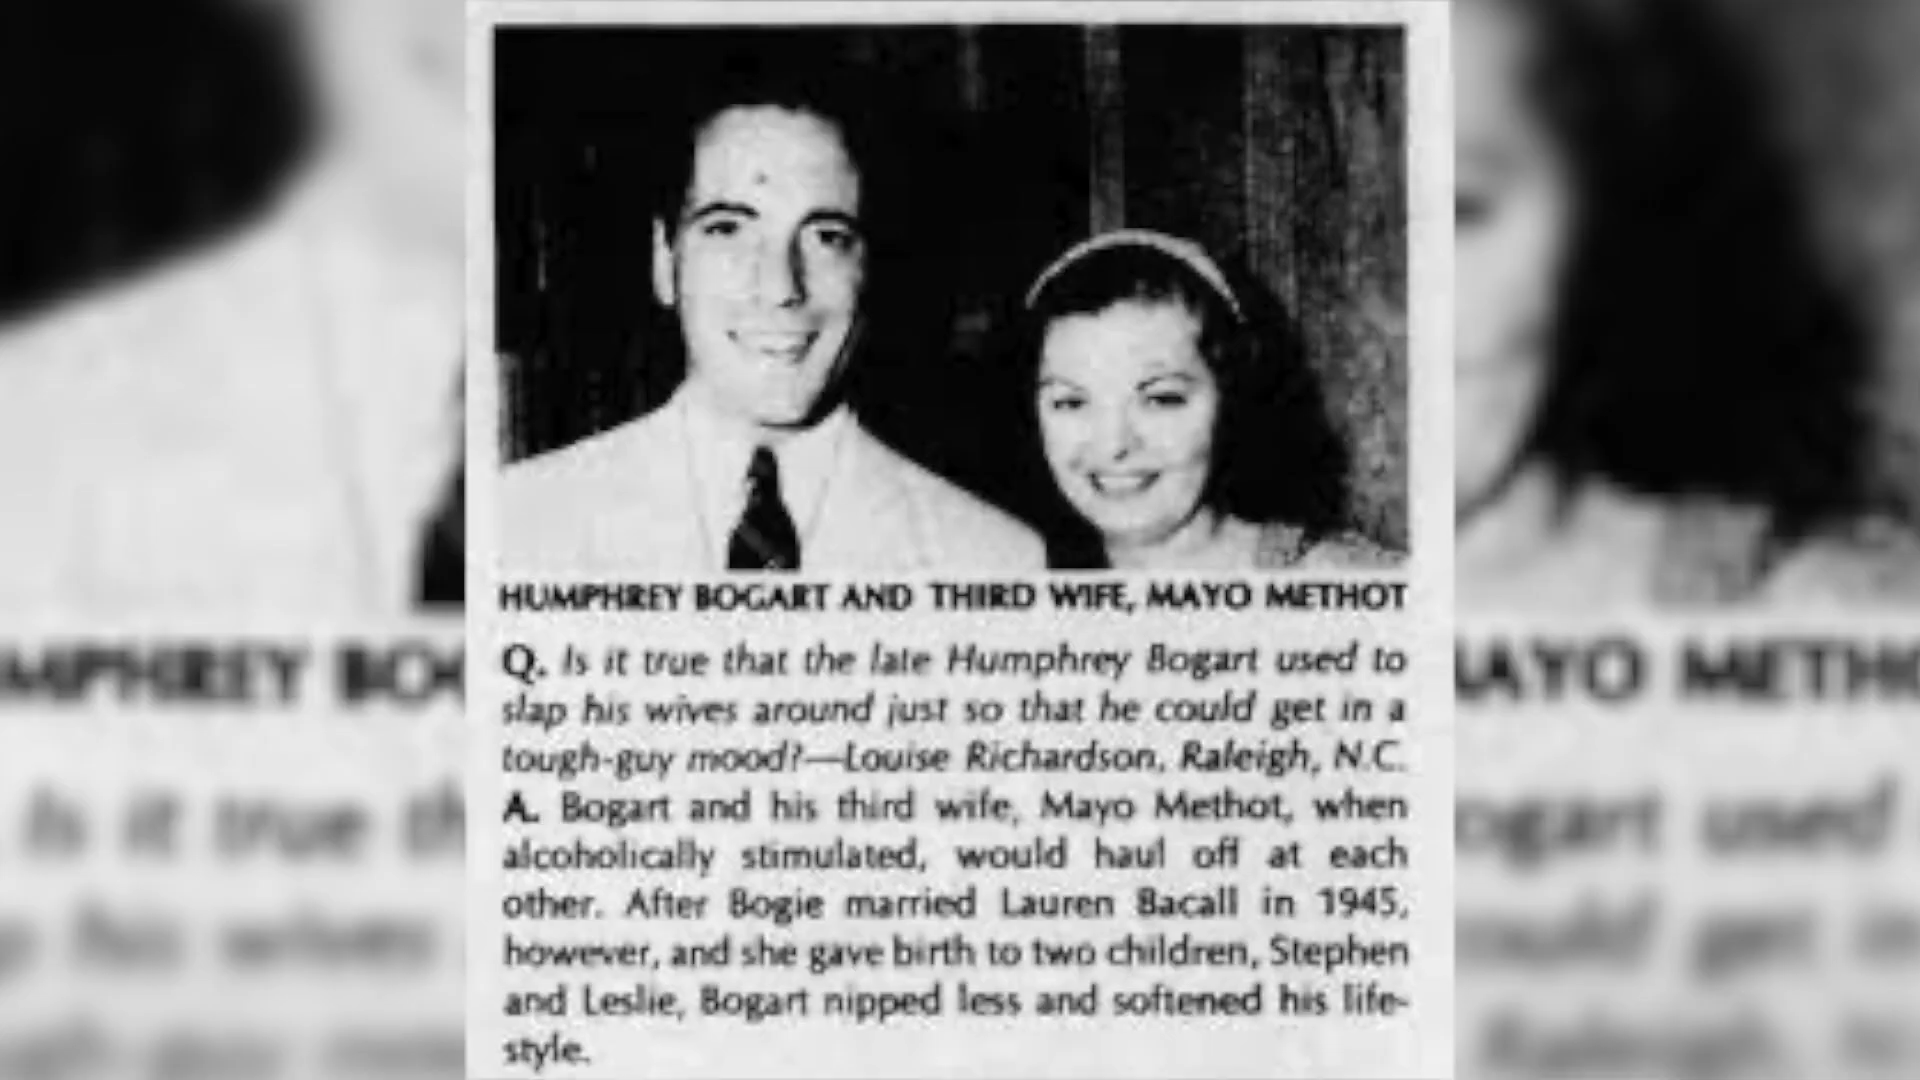 HUMPHREY BOGART AND THIRD WIFE, MAYO METHOT
Q. Is it true that the late Humphrey Bogart used to
slap his wives around just so that he could get in a
tough-guy mood?—Louise Richardson, Raleigh, N.C.
A. Bogart and his third wife, Mayo Methot, when
alcoholically stimulated, would haul off at each
other. After Bogie married Lauren Bacall in 1945,
however, and she gave birth to two children, Stephen
and Leslie, Bogart nipped less and softened his life-
style.